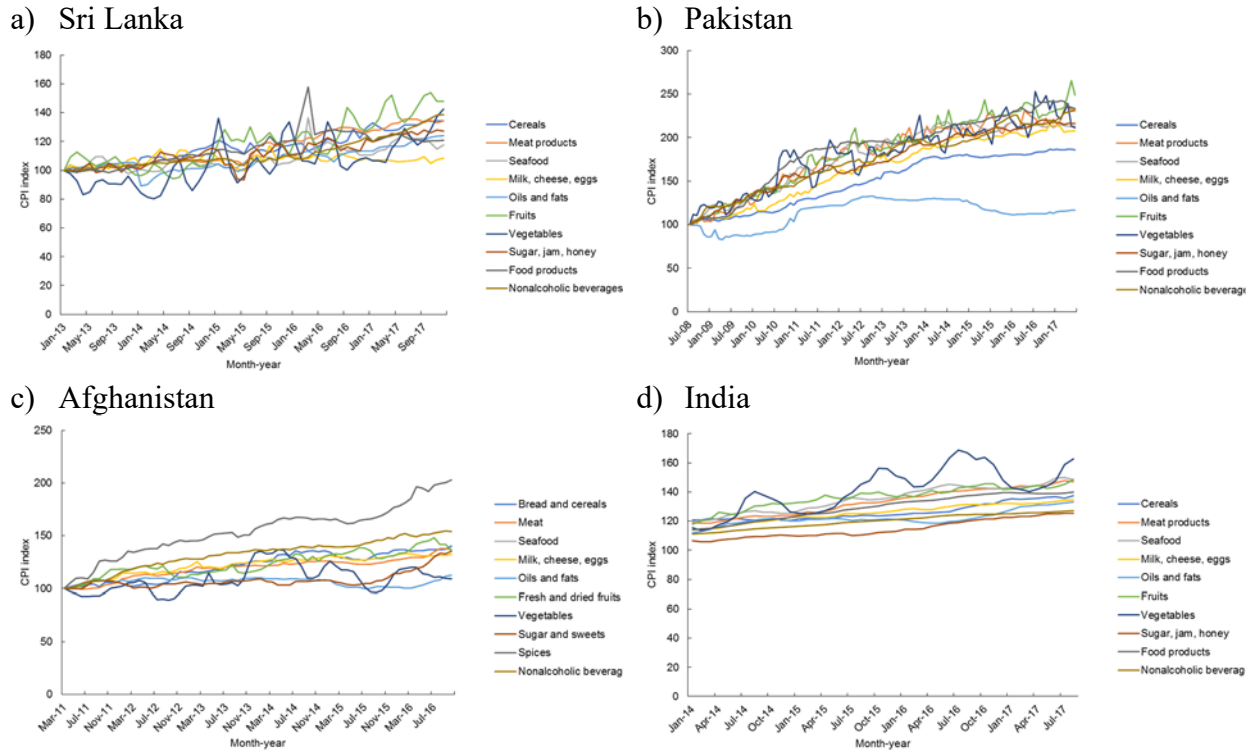 a) Sri Lanka
180
160
140
120
100
80
60
40
20
0
CPI index
Jan-13
May-13
Sep-13
Jan-14
May-14
Sep-14
Jan-15
May-15
Sep-15
Jan-16
May-16
Sep-16
Jan-17
May-17
Sep-17
Month-year
Cereals
Meat products
Seafood
Milk, cheese, eggs
Oils and fats
Fruits
Vegetables
Sugar, jam, honey
Food products
Nonalcoholic beverages
b) Pakistan
300
250
200
150
100
50
0
CPI index
Jul-08
Jan-09
Jul-09
Jan-10
Jul-10
Jan-11
Jul-11
Jan-12
Jul-12
Jan-13
Jul-13
Jan-14
Jul-14
Jan-15
Jul-15
Jan-16
Jul-16
Jan-17
Month-year
Cereals
Meat products
Seafood
Milk, cheese, eggs
Oils and fats
Fruits
Vegetables
Sugar, jam, honey
Food products
Nonalcoholic beverage
c) Afghanistan
250
200
150
100
50
0
CPI index
Mar-11
Jul-11
Nov-11
Mar-12
Jul-12
Nov-12
Mar-13
Jul-13
Nov-13
Mar-14
Jul-14
Nov-14
Mar-15
Jul-15
Nov-15
Mar-16
Jul-16
Month-year
Bread and cereals
Meat
Seafood
Milk, cheese, eggs
Oils and fats
Fresh and dried fruits
Vegetables
Sugar and sweets
Spices
Nonalcoholic beverag
d) India
180
160
140
120
100
80
60
40
20
0
CPI index
Jan-14
Apr-14
Jul-14
Oct-14
Jan-15
Apr-15
Jul-15
Oct-15
Jan-16
Apr-16
Jul-16
Oct-16
Jan-17
Apr-17
Jul-17
Month-year
Cereals
Meat products
Seafood
Milk, cheese, eggs
Oils and fats
Fruits
Vegetables
Sugar, jam, honey
Food products
Nonalcoholic beverag